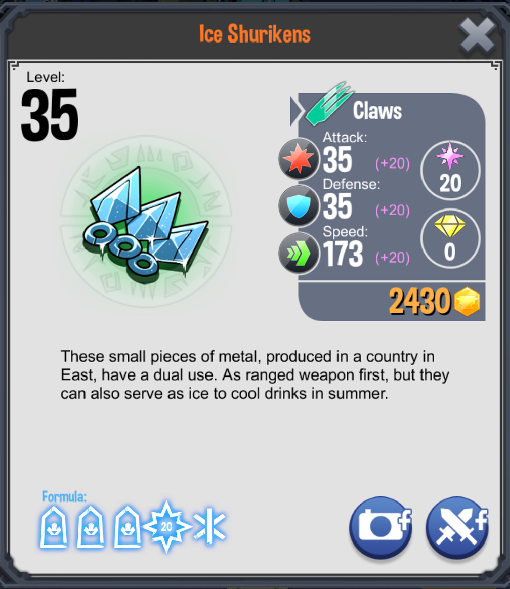 Ice Shurikens
Level:
35
Claws
Attack:
35 (+20)
Defense:
35 (+20)
Speed:
173 (+20)
20
0
2430
These small pieces of metal, produced in a country in
East, have a dual use. As ranged weapon first, but they
can also serve as ice to cool drinks in summer.
Formula:
20
f
f